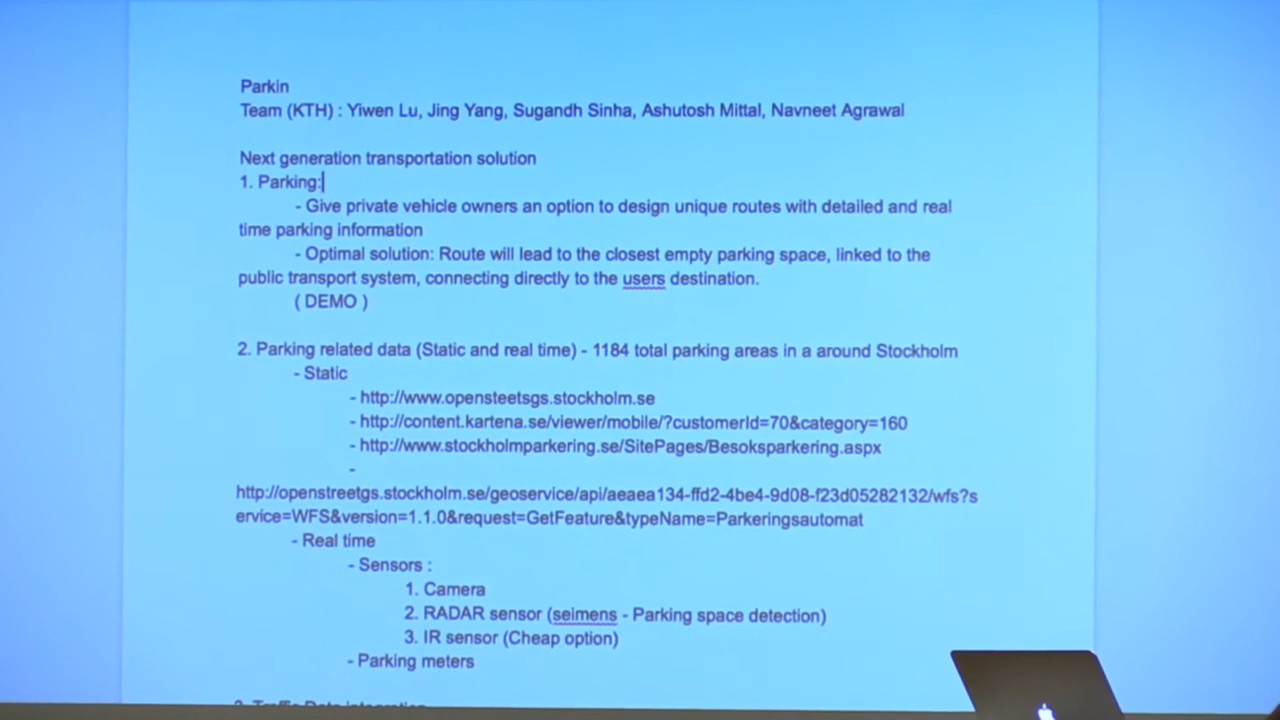 Parkin
Team (KTH) : Yiwen Lu, Jing Yang, Sugandh Sinha, Ashutosh Mittal, Navneet Agrawal
Next generation transportation solution
1. Parking:
- Give private vehicle owners an option to design unique routes with detailed and real
time parking information
- Optimal solution: Route will lead to the closest empty parking space, linked to the
public transport system, connecting directly to the users destination.
( DEMO )
2. Parking related data (Static and real time) - 1184 total parking areas in a around Stockholm
- Static
- http://www.opensteetsgs.stockholm.se
- http://content.kartena.se/viewer/mobile/?customerId=70&category=160
- http://www.stockholmparkering.se/SitePages/Besoksparkering.aspx
-
http://openstreetgs.stockholm.se/geoservice/api/aeaea134-ffd2-4be4-9d08-f23d05282132/wfs?s
ervice=WFS&version=1.1.0&request=GetFeature&typeName=Parkeringsautomat
- Real time
- Sensors :
1. Camera
2. RADAR sensor (seimens - Parking space detection)
3. IR sensor (Cheap option)
- Parking meters
Traffic Data integration